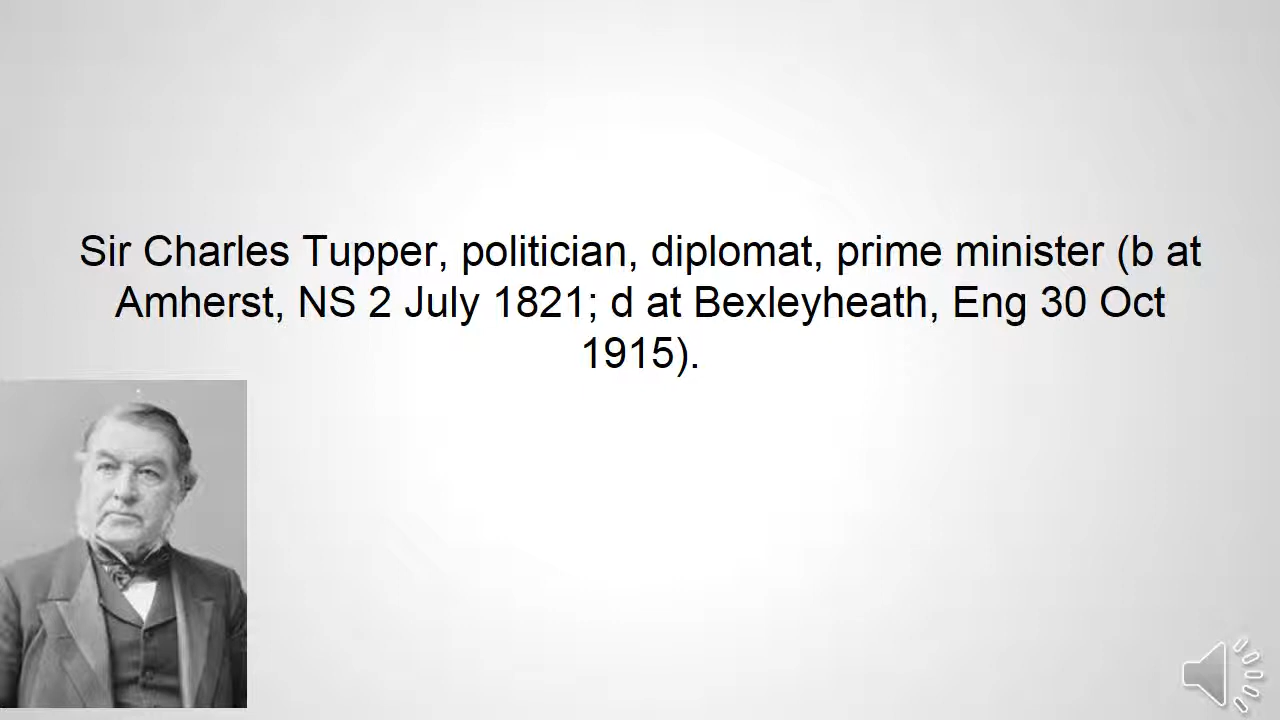 Sir Charles Tupper, politician, diplomat, prime minister (b at
Amherst, NS 2 July 1821; d at Bexleyheath, Eng 30 Oct
1915).